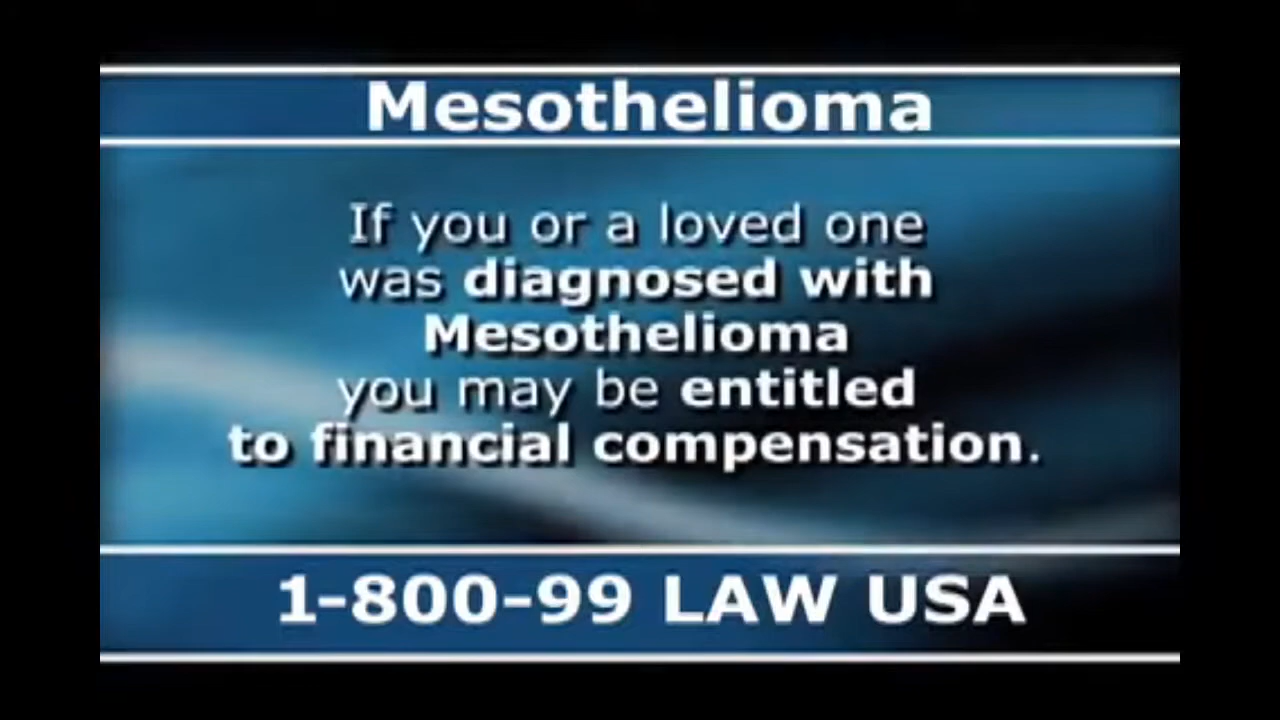 Mesothelioma
If you or a loved one
was diagnosed with
Mesothelioma
you may be entitled
to financial compensation.
1-800-99 LAW USA